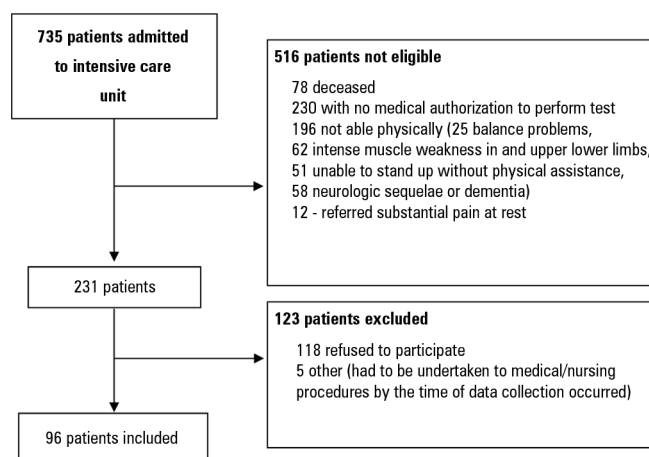 735 patients admitted
to intensive care
unit
516 patients not eligible
78 deceased
230 with no medical authorization to perform test
196 not able physically (25 balance problems,
62 intense muscle weakness in and upper lower limbs,
51 unable to stand up without physical assistance,
58 neurologic sequelae or dementia)
12 - referred substantial pain at rest
231 patients
123 patients excluded
118 refused to participate
5 other (had to be undertaken to medical/nursing
procedures by the time of data collection occurred)
96 patients included